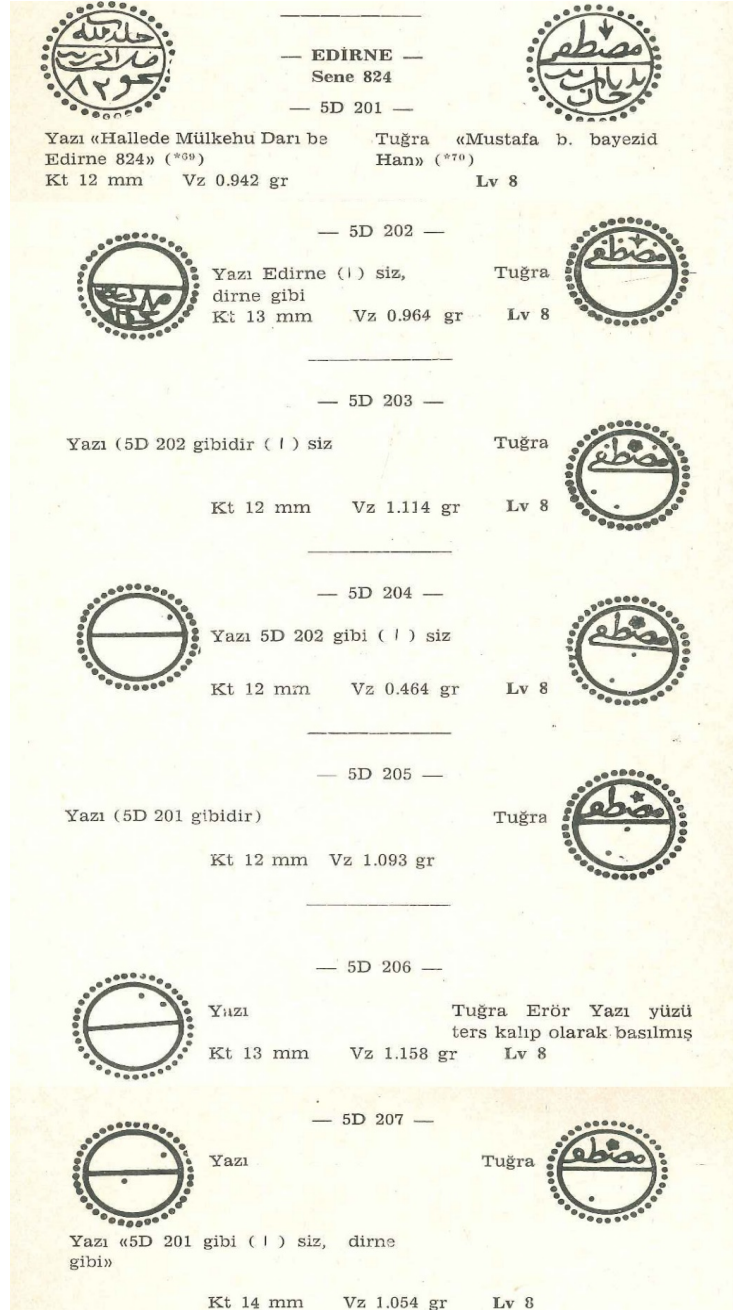 — EDİRNE —
Sene 824
— 5D 201 —
Yazı «Hallede Mülkehu Darı be
Edirne 824» (*69)
Tuğra «Mustafa b. bayezid
Han» (*70)
Kt 12 mm Vz 0.942 gr Lv 8
— 5D 202 —
Yazı Edirne (ا) siz,
dirne gibi
Tuğra
Kt 13 mm Vz 0.964 gr Lv 8
— 5D 203 —
Yazı (5D 202 gibidir ( ا ) siz Tuğra
Kt 12 mm Vz 1.114 gr Lv 8
— 5D 204 —
Yazı 5D 202 gibi ( ا ) siz
Kt 12 mm Vz 0.464 gr Lv 8
— 5D 205 —
Yazı (5D 201 gibidir) Tuğra
Kt 12 mm Vz 1.093 gr
— 5D 206 —
Yazı
Tuğra Erör Yazı yüzü
ters kalıp olarak basılmış
Kt 13 mm Vz 1.158 gr Lv 8
— 5D 207 —
Yazı Tuğra
Yazı «5D 201 gibi ( ا ) siz, dirne
gibi»
Kt 14 mm Vz 1.054 gr Lv 8